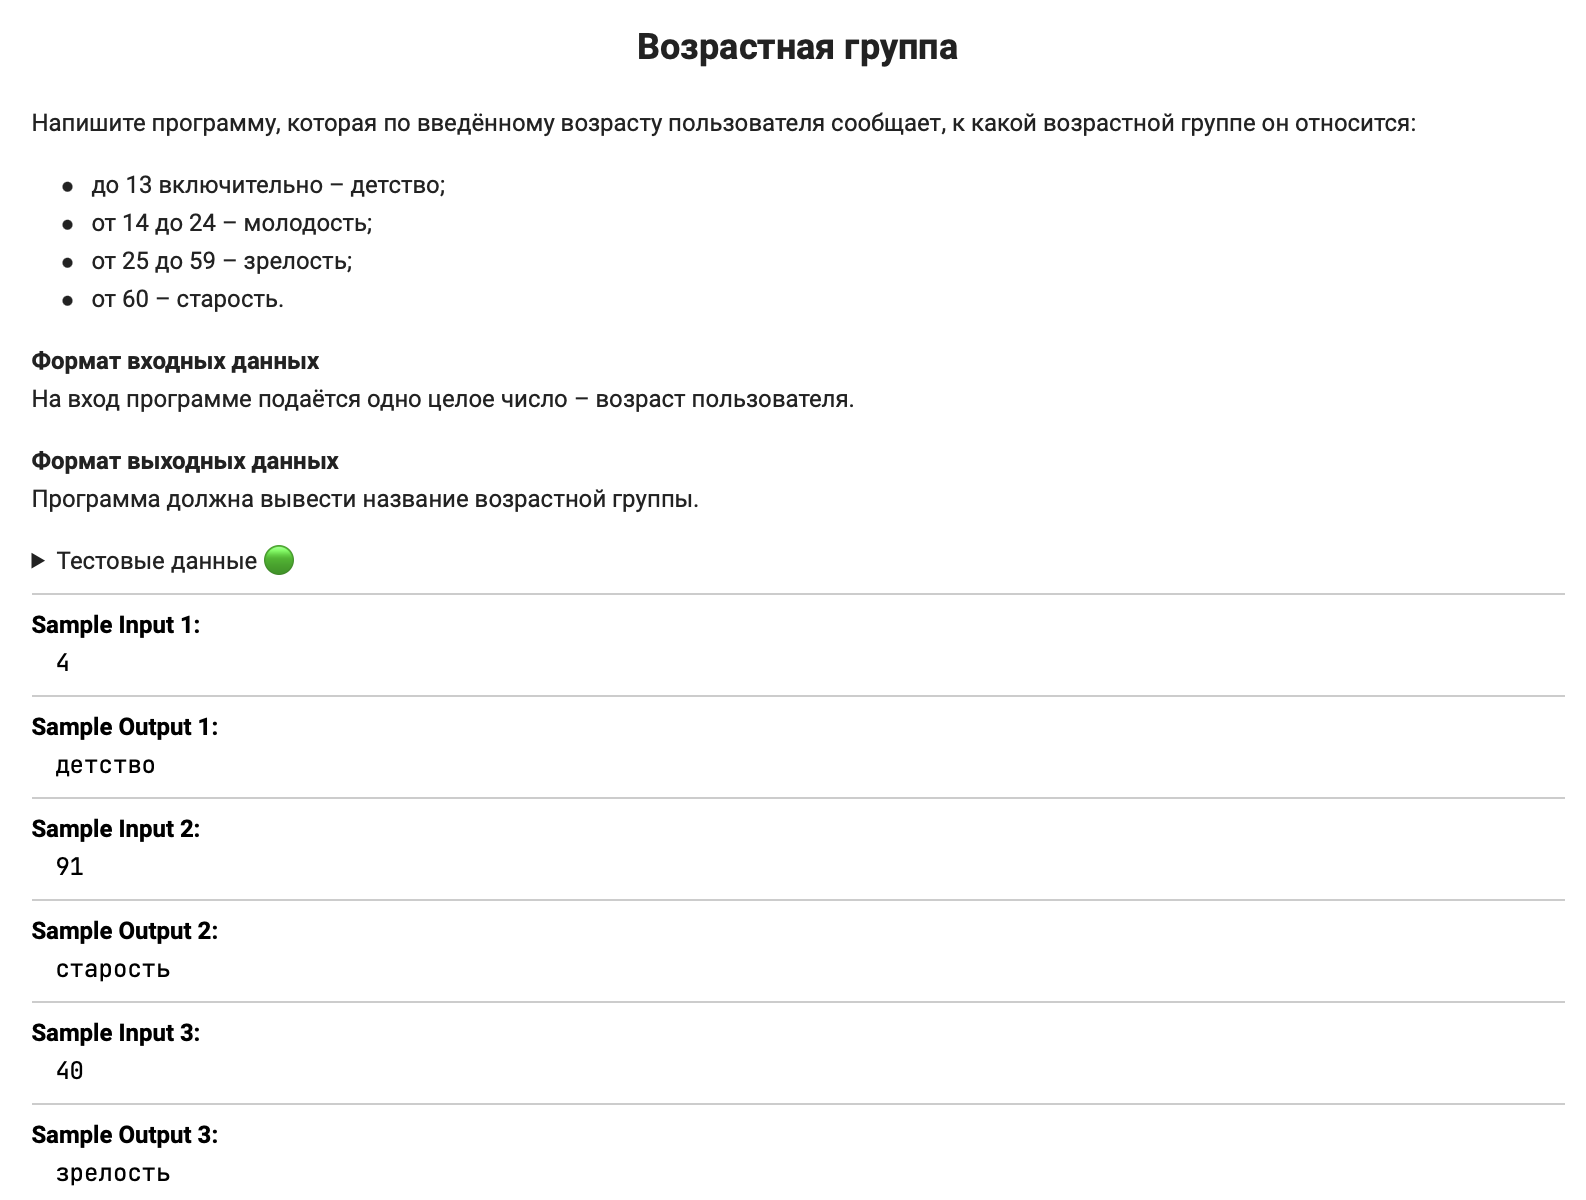 Возрастная группа
Напишите программу, которая по введённому возрасту пользователя сообщает, к какой возрастной группе он относится:
● до 13 включительно – детство;
● от 14 до 24 – молодость;
● от 25 до 59 – зрелость;
● от 60 – старость.
Формат входных данных
На вход программе подаётся одно целое число – возраст пользователя.
Формат выходных данных
Программа должна вывести название возрастной группы.
▶ Тестовые данные 🟢
Sample Input 1:
4
Sample Output 1:
детство
Sample Input 2:
91
Sample Output 2:
старость
Sample Input 3:
40
Sample Output 3:
зрелость